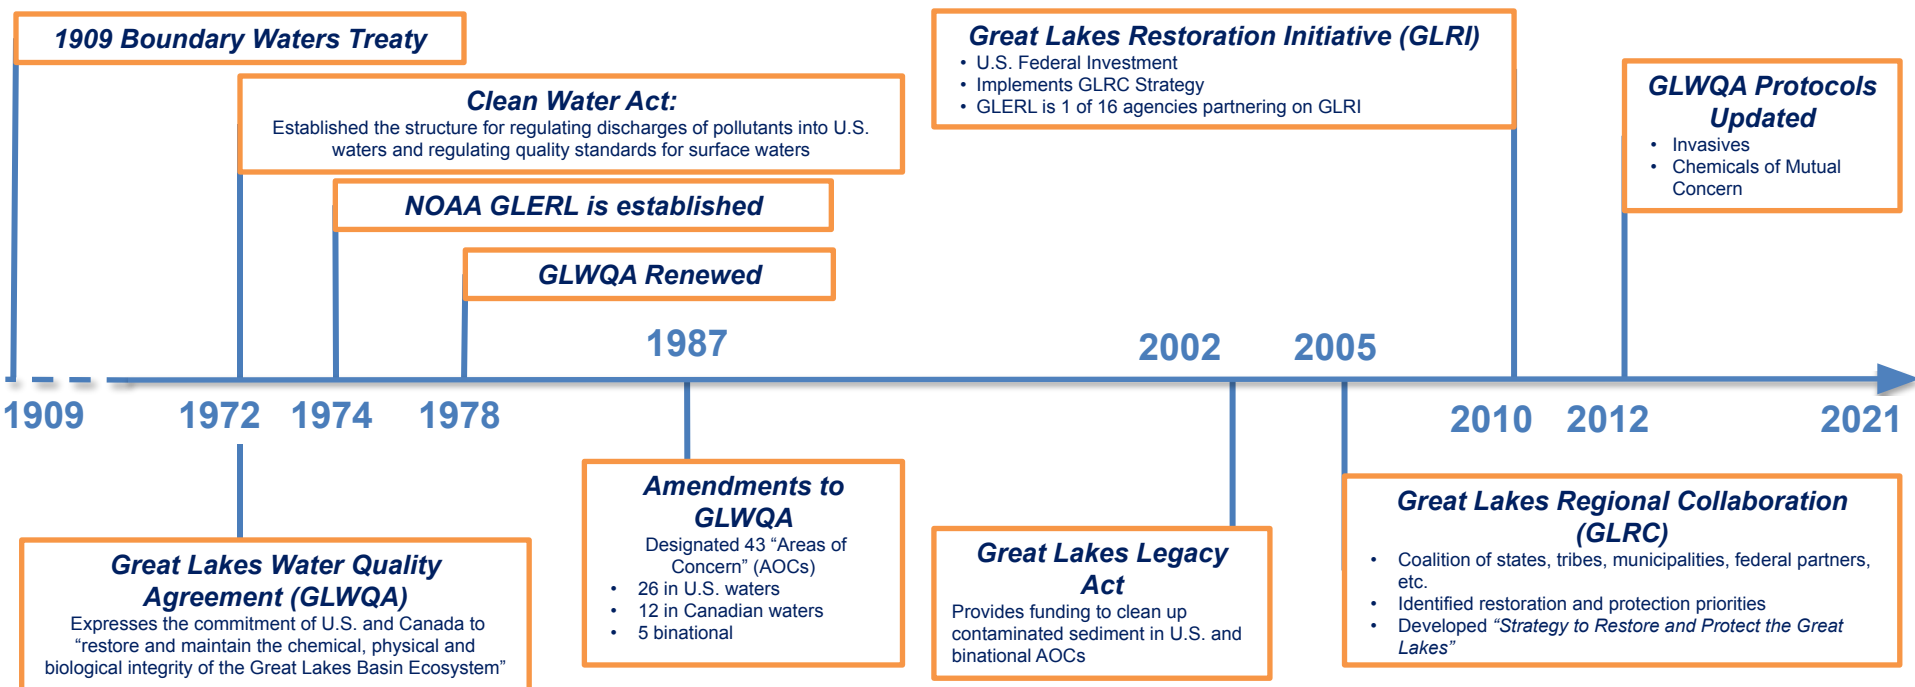 1909 Boundary Waters Treaty
Clean Water Act:
Established the structure for regulating discharges of pollutants into U.S.
waters and regulating quality standards for surface waters
NOAA GLERL is established
GLWQA Renewed
Great Lakes Restoration Initiative (GLRI)
• U.S. Federal Investment
• Implements GLRC Strategy
• GLERL is 1 of 16 agencies partnering on GLRI
GLWQA Protocols
Updated
• Invasives
• Chemicals of Mutual
Concern
1987
2002
2005
1909
1972
1974
1978
2010
2012
2021
Great Lakes Water Quality
Agreement (GLWQA)
Expresses the commitment of U.S. and Canada to
“restore and maintain the chemical, physical and
biological integrity of the Great Lakes Basin Ecosystem”
Amendments to
GLWQA
Designated 43 “Areas of
Concern” (AOCs)
• 26 in U.S. waters
• 12 in Canadian waters
• 5 binational
Great Lakes Legacy
Act
Provides funding to clean up
contaminated sediment in U.S. and
binational AOCs
Great Lakes Regional Collaboration
(GLRC)
• Coalition of states, tribes, municipalities, federal partners,
etc.
• Identified restoration and protection priorities
• Developed “Strategy to Restore and Protect the Great
Lakes”